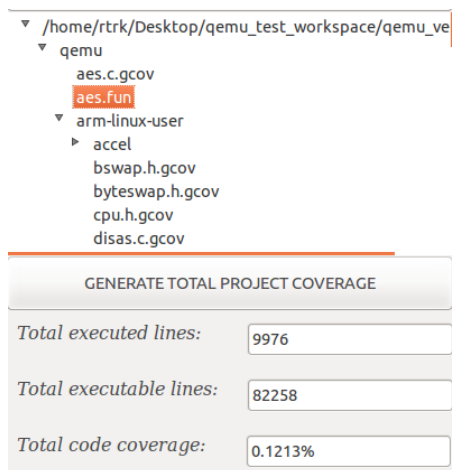 /home/rtrk/Desktop/qemu_test_workspace/qemu_ve
qemu
aes.c.gcov
aes.fun
arm-linux-user
accel
bswap.h.gcov
byteswap.h.gcov
cpu.h.gcov
disas.c.gcov
GENERATE TOTAL PROJECT COVERAGE
Total executed lines: 9976
Total executable lines: 82258
Total code coverage: 0.1213%